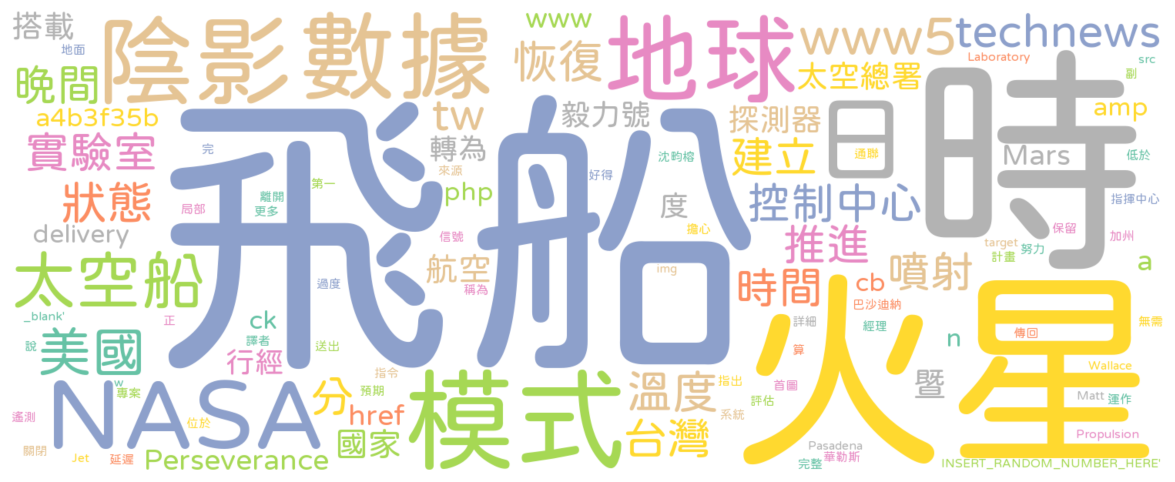 搭載
地面
陰影
數據
www
恢復
地球
www
5
technews
Laboratory
src
副
太空總署
晚間
a4b3f35b
tw
毅力號
探測器
日
時
amp
實驗室
完
轉為
來源
沈昀榕
建立
通聯
Mars
低於
狀態
局部
離開
更多
第一
php
好得
度
控制中心
指揮中心
delivery
信號
擔心
推進
保留
加州
target
計畫
努力
太空船
飛船
過度
航空
稱為
img
時間
cb
噴射
a
_blank'
正
ck
譯者
巴沙迪納
火星
無需
說
美國
行經
送出
詳細
經理
n
傳回
算
w
專案
NASA
分
預期
指令
模式
溫度
指出
首圖
評估
暨
Wallace
Matt
運作
遙測
位於
href
系統
關閉
Jet
延遲
Perseverance
國家
台灣
Pasadena
完整
華勒斯
Propulsion
INSERT_RANDOM_NUMBER_HERE'